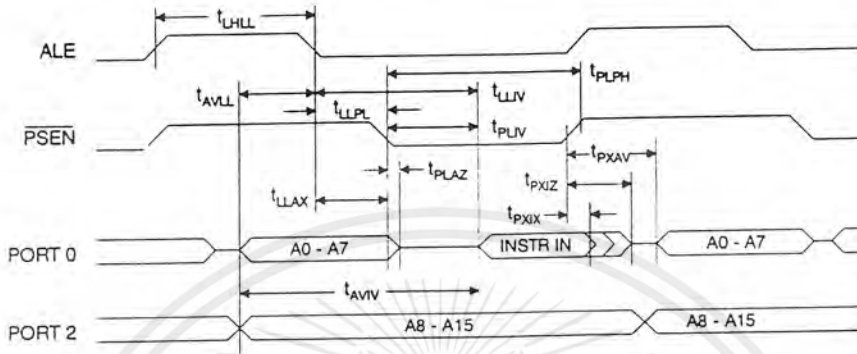 tLHLL
ALE
tPLPH
tAVLL
tLLIV
tLLPL
PSEN
tPLIV
tPXAV
tPLAZ
tPXIZ
tLLAX
tPXIX
PORT 0
A0 - A7
INSTR IN
A0 - A7
tAVIV
PORT 2
A8 - A15
A8 - A15